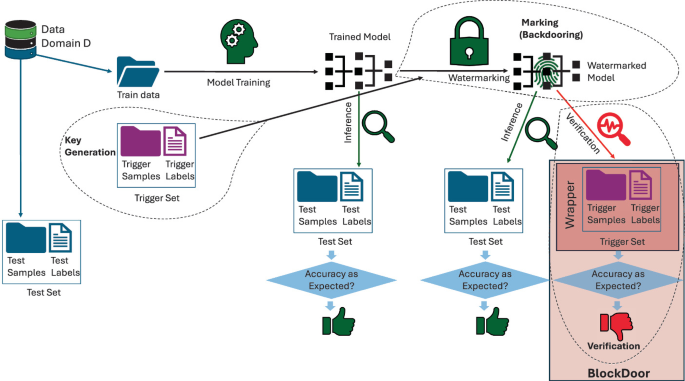 Data
Domain D
Train data
Model Training
Trained Model
Watermarking
Marking
(Backdooring)
Watermarked
Model
Key
Generation
Trigger
Samples
Trigger
Labels
Trigger Set
Inference
Inference
Verification
Test
Samples
Test
Labels
Test Set
Test
Samples
Test
Labels
Test Set
Test
Samples
Test
Labels
Test Set
Wrapper
Trigger
Samples
Trigger
Labels
Trigger Set
Accuracy as
Expected?
Accuracy as
Expected?
Accuracy as
Expected?
Verification
BlockDoor